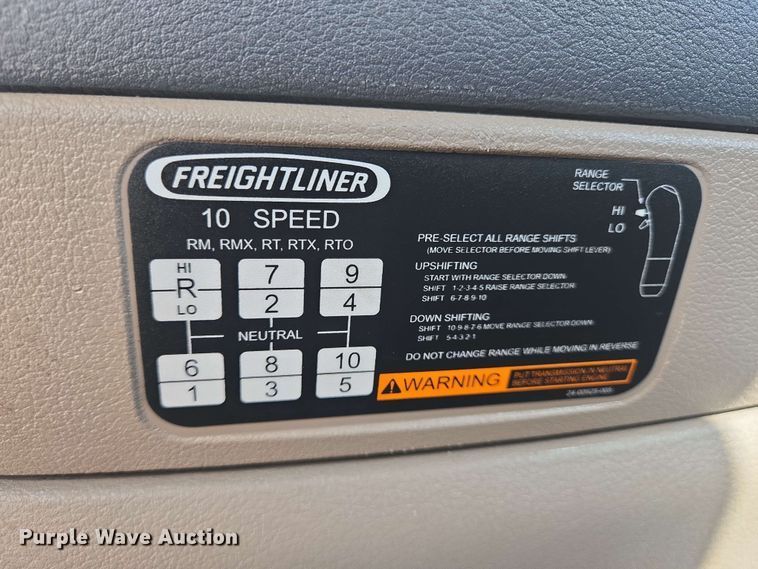 FREIGHTLINER
10 SPEED
RM, RMX, RT, RTX, RTO
HI
R
LO
7
2
9
4
NEUTRAL
6
1
8
3
10
5
RANGE
SELECTOR
HI
LO
PRE-SELECT ALL RANGE SHIFTS
(MOVE SELECTOR BEFORE MOVING SHIFT LEVER)
UPSHIFTING
START WITH RANGE SELECTOR DOWN:
SHIFT 1-2-3-4-5 RAISE RANGE SELECTOR:
SHIFT 6-7-8-9-10
DOWN SHIFTING
SHIFT 10-9-8-7-6 MOVE RANGE SELECTOR DOWN:
SHIFT 5-4-3-2-1
DO NOT CHANGE RANGE WHILE MOVING IN REVERSE
WARNING
PUT TRANSMISSION IN NEUTRAL
BEFORE STARTING ENGINE
Purple Wave Auction